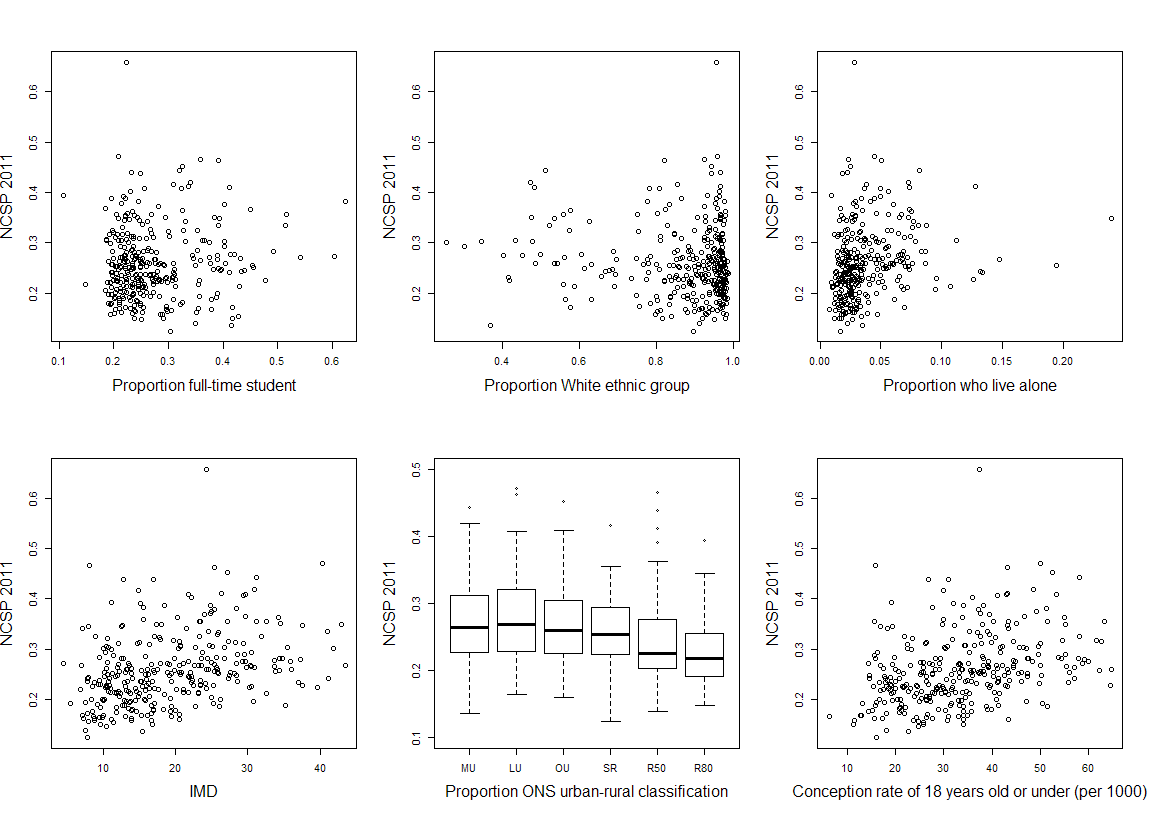 NCSP 2011
0.2 0.3 0.4 0.5 0.6
0.1 0.2 0.3 0.4 0.5 0.6
Proportion full-time student
NCSP 2011
0.2 0.3 0.4 0.5 0.6
0.4 0.6 0.8 1.0
Proportion White ethnic group
NCSP 2011
0.2 0.3 0.4 0.5 0.6
0.00 0.05 0.10 0.15 0.20
Proportion who live alone
NCSP 2011
0.2 0.3 0.4 0.5 0.6
10 20 30 40
IMD
NCSP 2011
0.1 0.2 0.3 0.4 0.5
MU LU OU SR R50 R80
Proportion ONS urban-rural classification
NCSP 2011
0.2 0.3 0.4 0.5 0.6
10 20 30 40 50 60
Conception rate of 18 years old or under (per 1000)